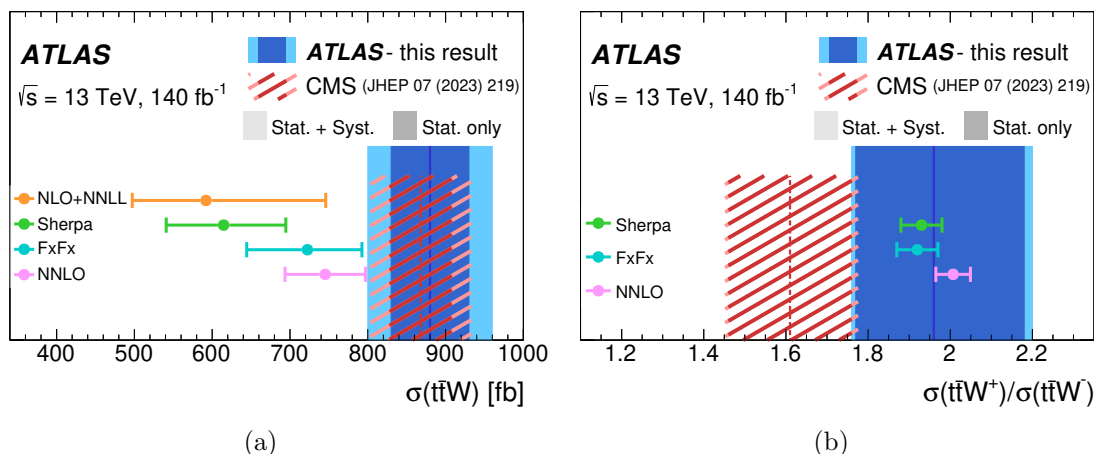 ATLAS
ATLAS - this result
√s = 13 TeV, 140 fb⁻¹
CMS (JHEP 07 (2023) 219)
Stat. + Syst. Stat. only
NLO+NNLL
Sherpa
FxFx
NNLO
400 500 600 700 800 900 1000
σ(tt̄W) [fb]
(a)
ATLAS
ATLAS - this result
√s = 13 TeV, 140 fb⁻¹
CMS (JHEP 07 (2023) 219)
Stat. + Syst. Stat. only
Sherpa
FxFx
NNLO
1.2 1.4 1.6 1.8 2 2.2
σ(tt̄W⁺)/σ(tt̄W⁻)
(b)